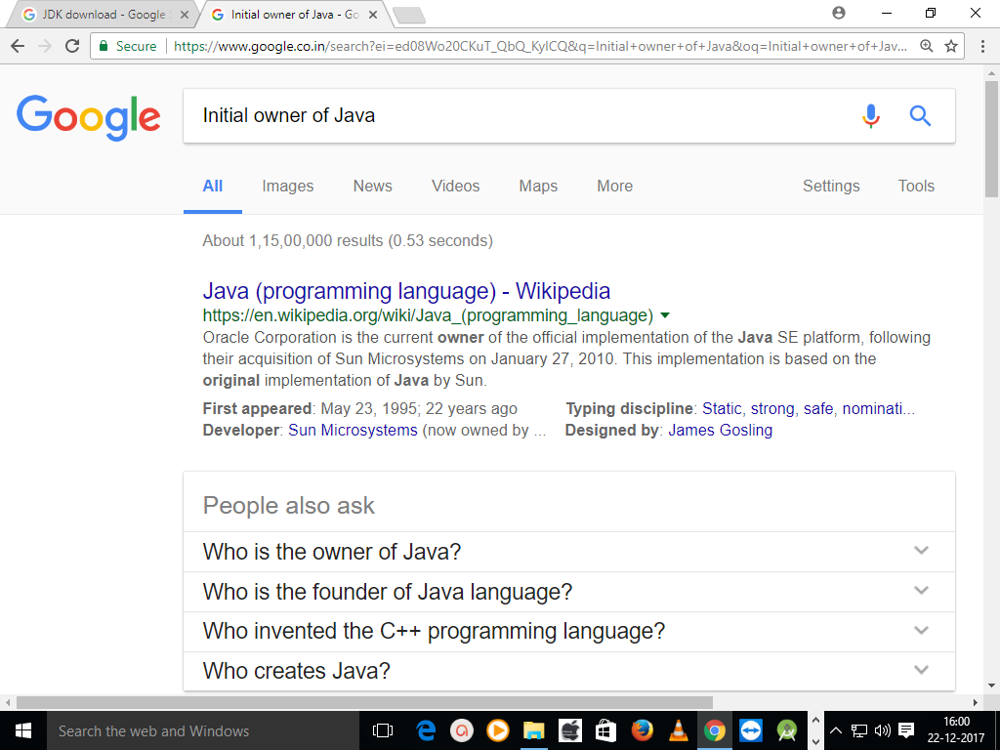 JDK download - Google S
Initial owner of Java - Go
Secure
https://www.google.co.in/search?ei=ed08Wo20CKuT_QbQ_KyICQ&q=Initial+owner+of+Java&oq=Initial+owner+of+Jav...
Google
Initial owner of Java
All Images News Videos Maps More Settings Tools
About 1,15,00,000 results (0.53 seconds)
Java (programming language) - Wikipedia
https://en.wikipedia.org/wiki/Java_(programming_language)
Oracle Corporation is the current owner of the official implementation of the Java SE platform, following
their acquisition of Sun Microsystems on January 27, 2010. This implementation is based on the
original implementation of Java by Sun.
First appeared: May 23, 1995; 22 years ago
Typing discipline: Static, strong, safe, nominati...
Developer: Sun Microsystems (now owned by ...
Designed by: James Gosling
People also ask
Who is the owner of Java?
Who is the founder of Java language?
Who invented the C++ programming language?
Who creates Java?
Search the web and Windows
16:00
22-12-2017